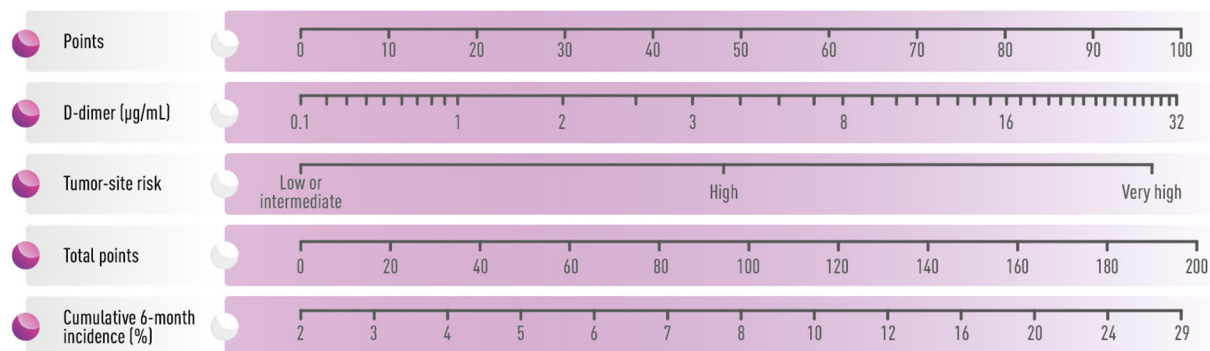 Points
0 10 20 30 40 50 60 70 80 90 100
D-dimer (µg/mL)
0.1 1 2 3 8 16 32
Tumor-site risk
Low or
intermediate
High
Very high
Total points
0 20 40 60 80 100 120 140 160 180 200
Cumulative 6-month
incidence (%)
2 3 4 5 6 7 8 10 12 16 20 24 29